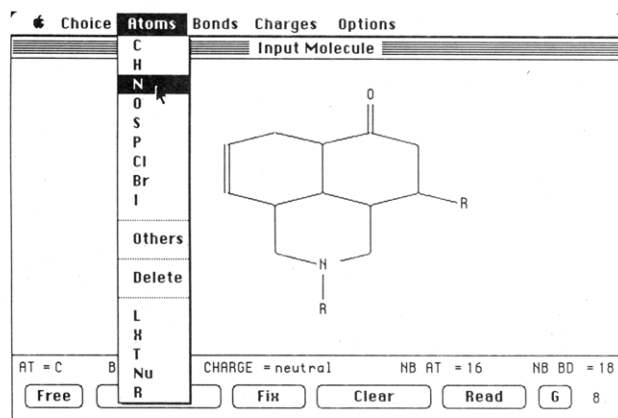 Choice Atoms Bonds Charges Options
Input Molecule
C
H
N
O
S
P
Cl
Br
I
Others
Delete
L
X
T
Nu
R
O
R
N
R
AT = C B CHARGE = neutral NB AT = 16 NB BD = 18
Free Fix Clear Read G 8